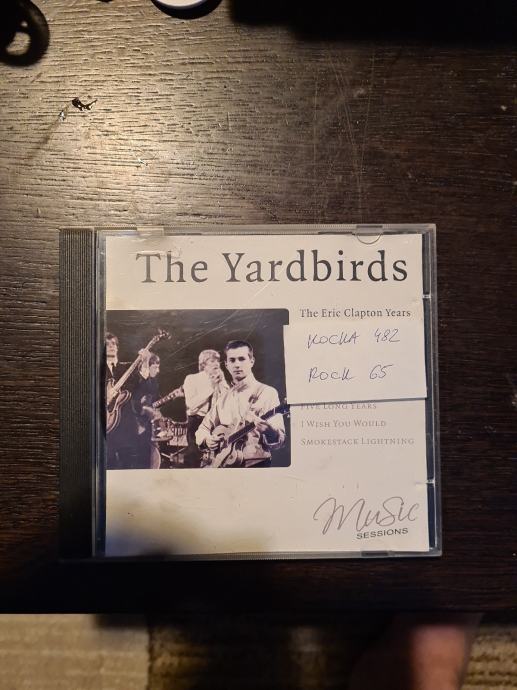 The Yardbirds
The Eric Clapton Years
KOCKA 482
ROCK 65
FIVE LONG YEARS
I WISH YOU WOULD
SMOKESTACK LIGHTNING
Music
SESSIONS